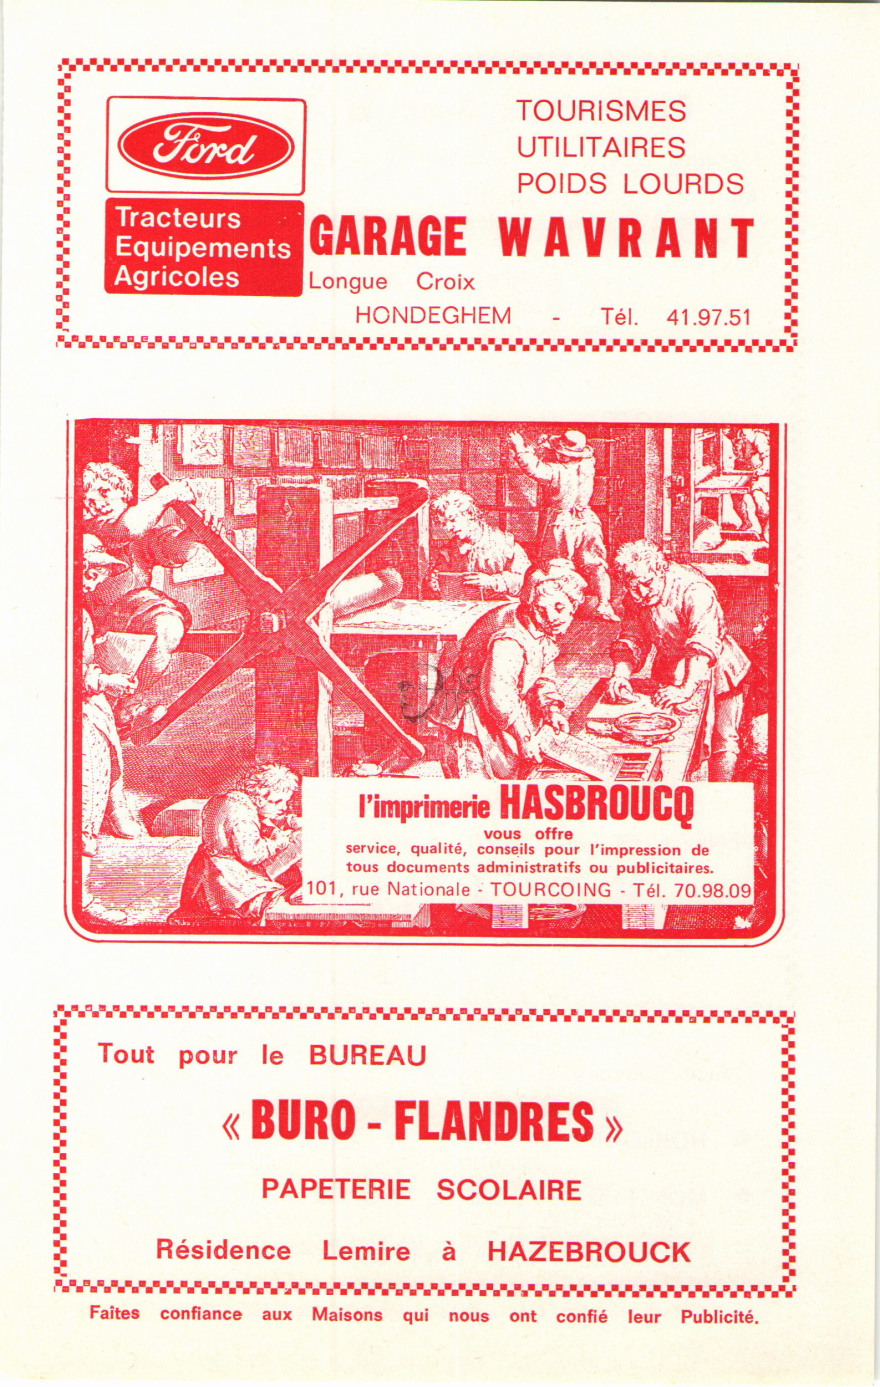 Ford
Tracteurs
Equipements
Agricoles
TOURISMES
UTILITAIRES
POIDS LOURDS
GARAGE WAVRANT
Longue Croix
HONDEGHEM - Tél. 41.97.51
l'imprimerie HASBROUCQ
vous offre
service, qualité, conseils pour l'impression de
tous documents administratifs ou publicitaires.
101, rue Nationale - TOURCOING - Tél. 70.98.09
Tout pour le BUREAU
« BURO - FLANDRES »
PAPETERIE SCOLAIRE
Résidence Lemire à HAZEBROUCK
Faites confiance aux Maisons qui nous ont confié leur Publicité.